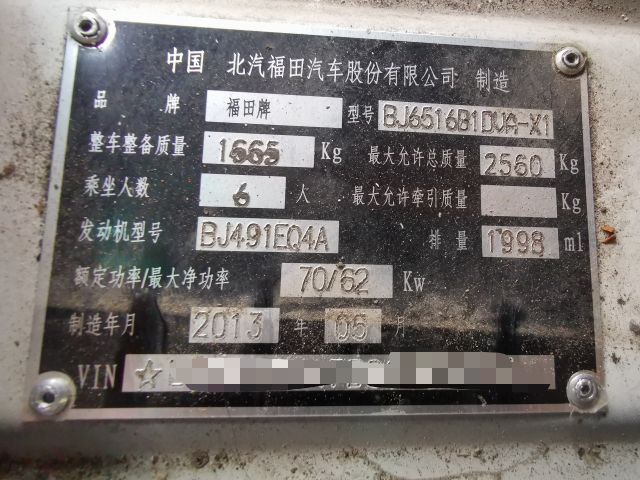 中国 北汽福田汽车股份有限公司 制造
品牌 福田牌 型号 BJ6516B1DVA-X1
整车整备质量 1665 Kg 最大允许总质量 2560 Kg
乘坐人数 6 人 最大允许牵引质量 Kg
发动机型号 BJ491EQ4A 排量 1998 ml
额定功率/最大净功率 70/62 Kw
制造年月 2013 年 06 月
VIN ☆L